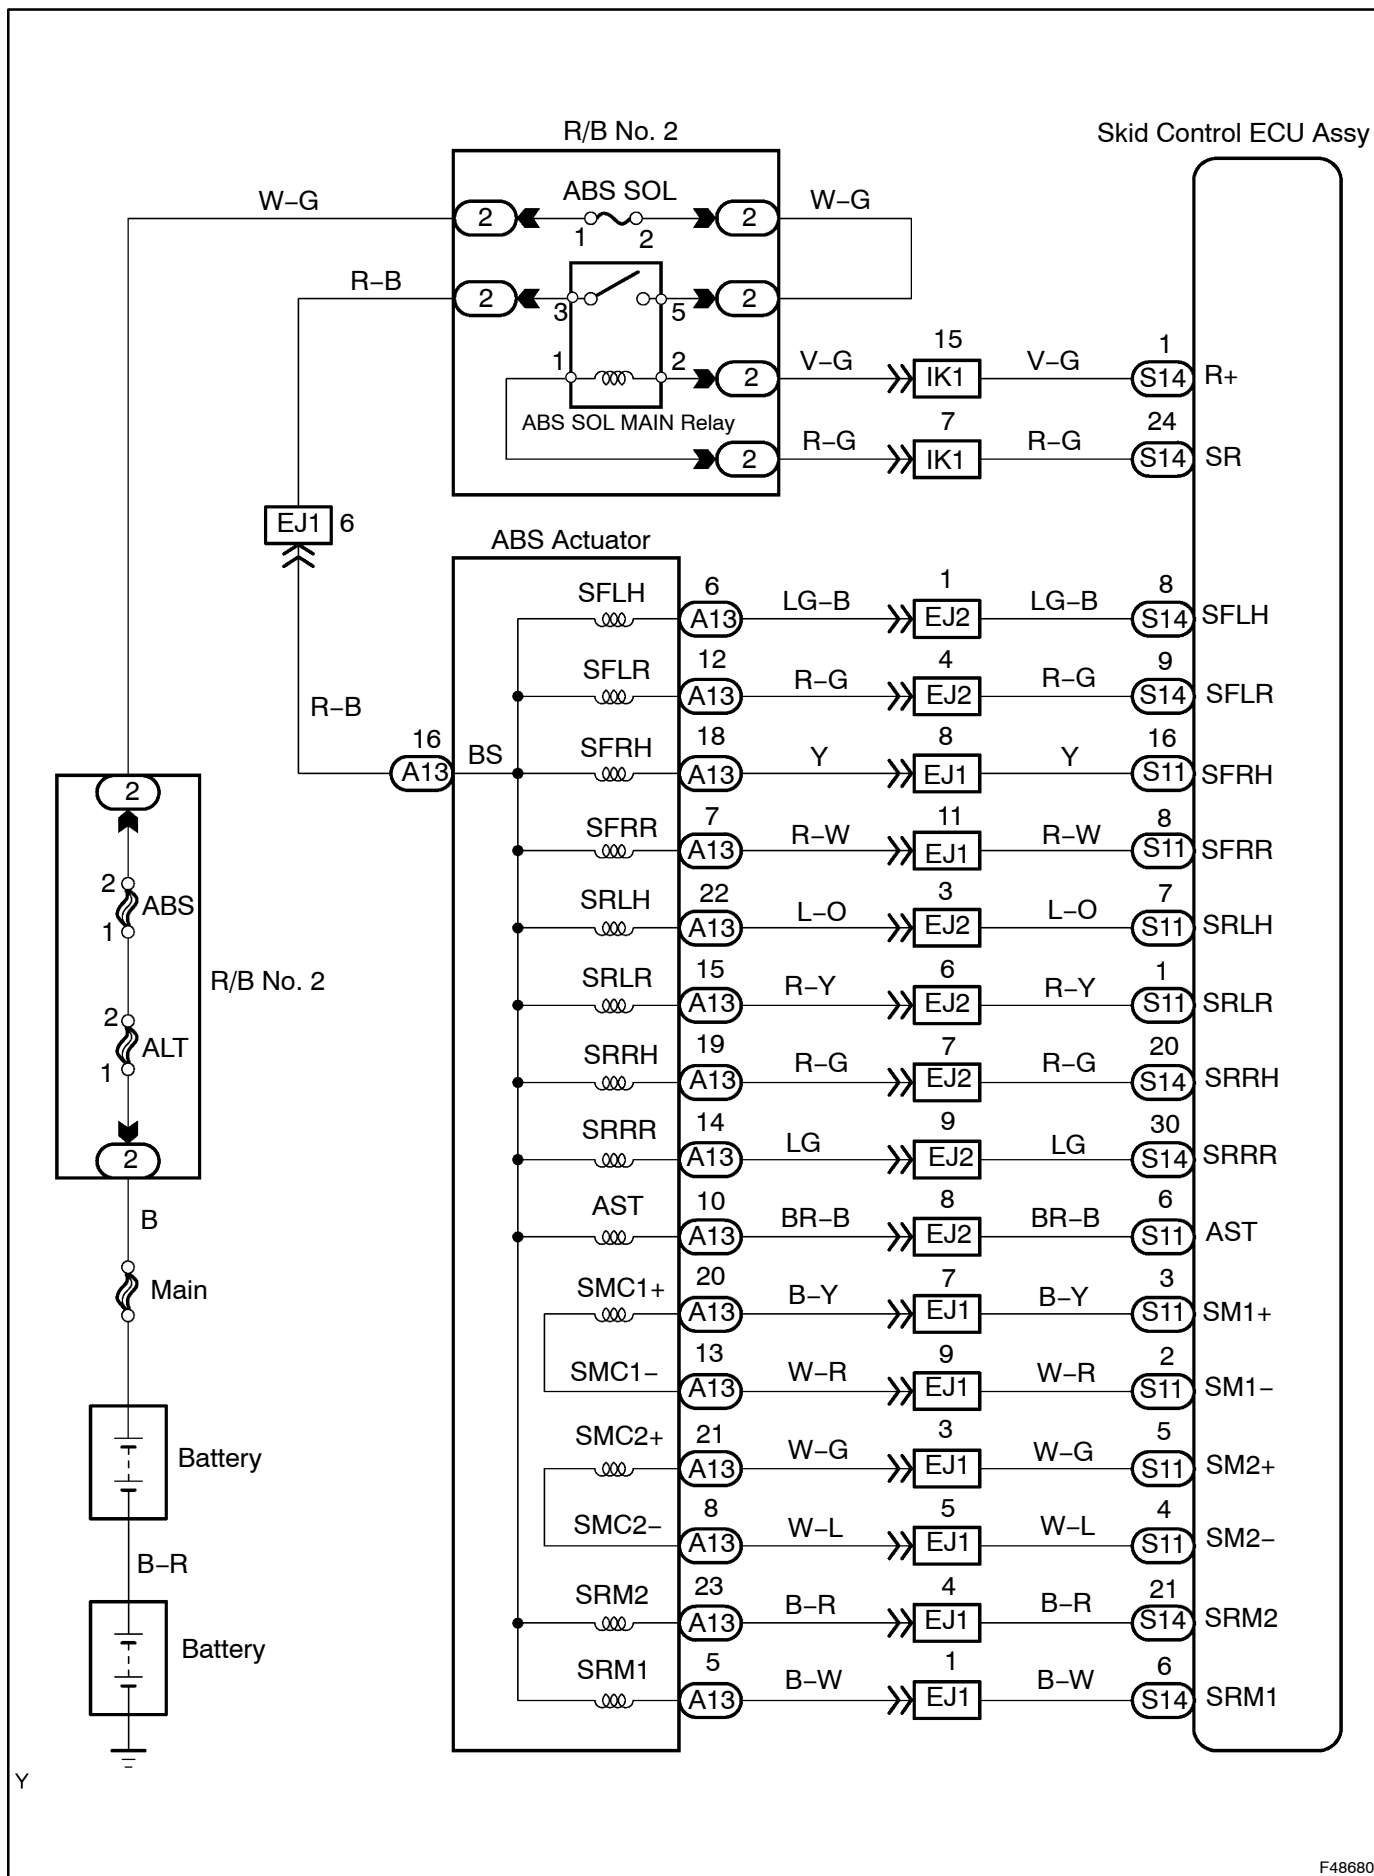 R/B No. 2
Skid Control ECU Assy
W–G
2
ABS SOL
1
2
2
W–G
R–B
2
3
5
2
1
2
2
V–G
15
IK1
V–G
1
S14
R+
ABS SOL MAIN Relay
2
R–G
7
IK1
R–G
24
S14
SR
EJ1
6
ABS Actuator
SFLH
6
A13
LG–B
1
EJ2
LG–B
8
S14
SFLH
SFLR
12
A13
R–G
4
EJ2
R–G
9
S14
SFLR
R–B
16
A13
BS
SFRH
18
A13
Y
8
EJ1
Y
16
S11
SFRH
SFRR
7
A13
R–W
11
EJ1
R–W
8
S11
SFRR
SRLH
22
A13
L–O
3
EJ2
L–O
7
S11
SRLH
SRLR
15
A13
R–Y
6
EJ2
R–Y
1
S11
SRLR
SRRH
19
A13
R–G
7
EJ2
R–G
20
S14
SRRH
SRRR
14
A13
LG
9
EJ2
LG
30
S14
SRRR
AST
10
A13
BR–B
8
EJ2
BR–B
6
S11
AST
SMC1+
20
A13
B–Y
7
EJ1
B–Y
3
S11
SM1+
SMC1–
13
A13
W–R
9
EJ1
W–R
2
S11
SM1–
SMC2+
21
A13
W–G
3
EJ1
W–G
5
S11
SM2+
SMC2–
8
A13
W–L
5
EJ1
W–L
4
S11
SM2–
SRM2
23
A13
B–R
4
EJ1
B–R
21
S14
SRM2
SRM1
5
A13
B–W
1
EJ1
B–W
6
S14
SRM1
2
2
ABS
1
R/B No. 2
2
ALT
1
2
B
Main
Battery
B–R
Battery
Y
F48680